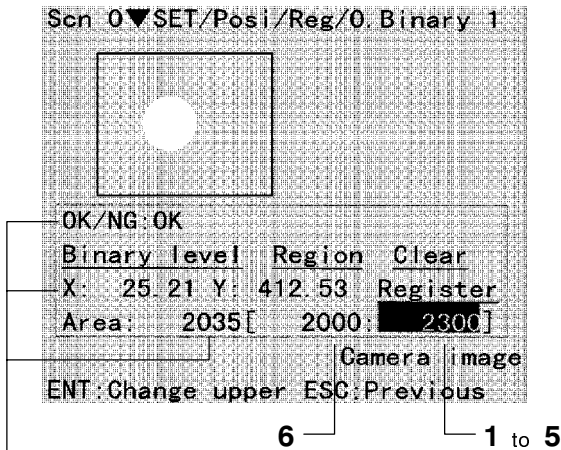 Scn 0▼SET/Posi/Reg/0.Binary 1
OK/NG:OK
Binary level Region Clear
X: 25.21 Y: 412.53 Register
Area: 2035[ 2000: 2300]
Camera image
ENT:Change upper ESC:Previous
6 1 to 5